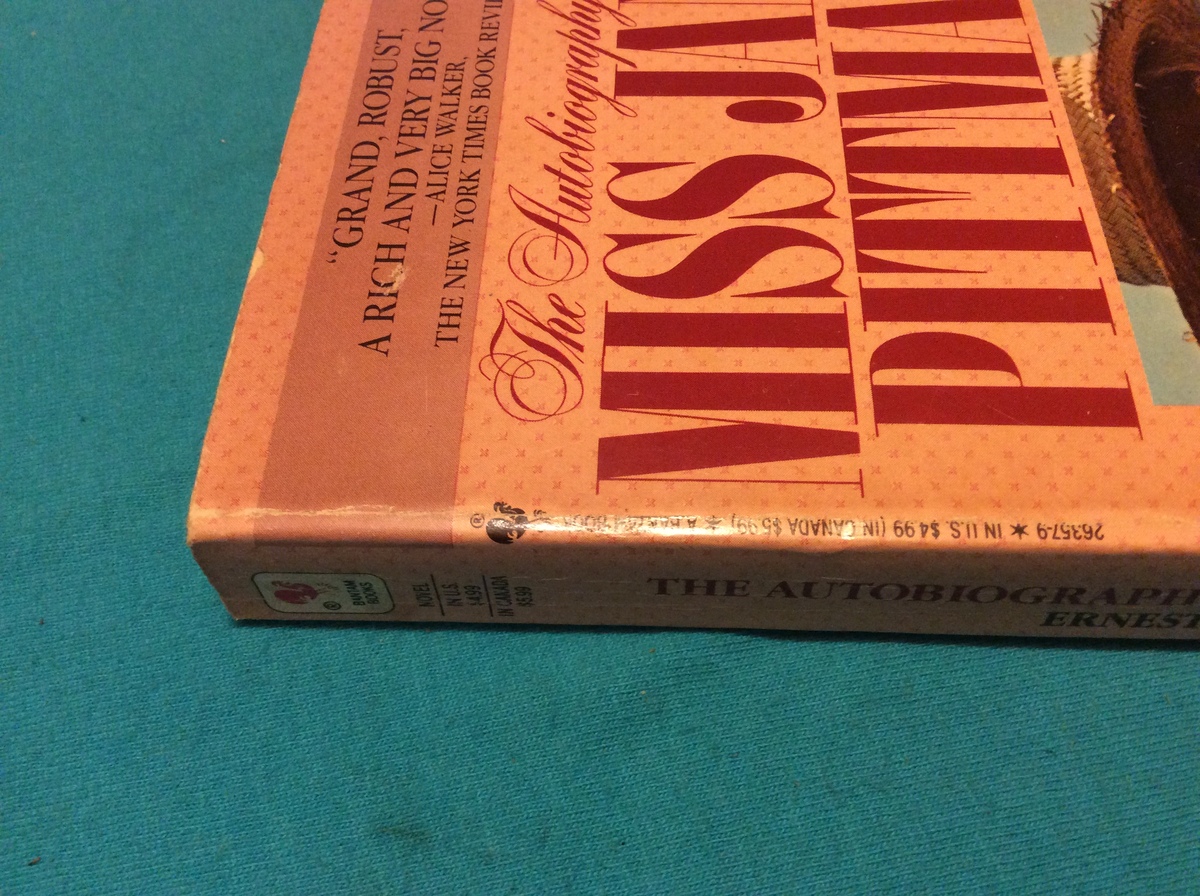 “GRAND, ROBUST,
A RICH AND VERY BIG NO
—ALICE WALKER,
THE NEW YORK TIMES BOOK REVIE
The Autobiography
MISS JA
PITTMA
® 26357-9 ★ IN U.S. $4.99 (IN CANADA $5.99) ★ A BANTAM BOOK
® BANTAM
BOOKS
NOVEL
IN U.S.
$4.99
IN CANADA
$5.99
THE AUTOBIOGRAPH
ERNEST